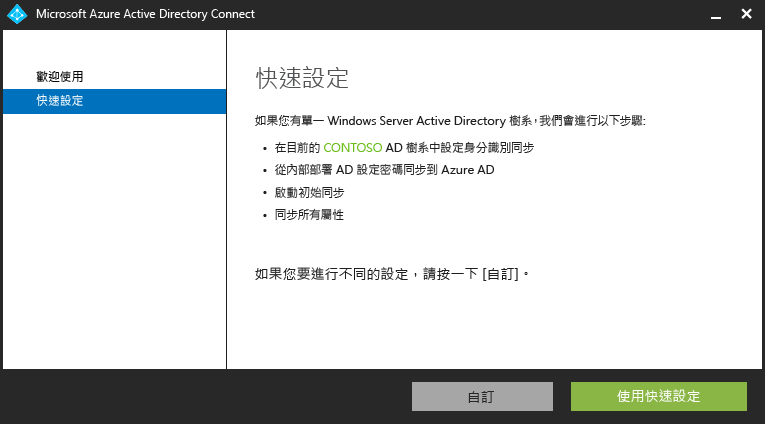 Microsoft Azure Active Directory Connect
歡迎使用
快速設定
快速設定
如果您有單一 Windows Server Active Directory 樹系,我們會進行以下步驟:
• 在目前的 CONTOSO AD 樹系中設定身分識別同步
• 從內部部署 AD 設定密碼同步到 Azure AD
• 啟動初始同步
• 同步所有屬性
如果您要進行不同的設定，請按一下 [自訂]。
自訂
使用快速設定